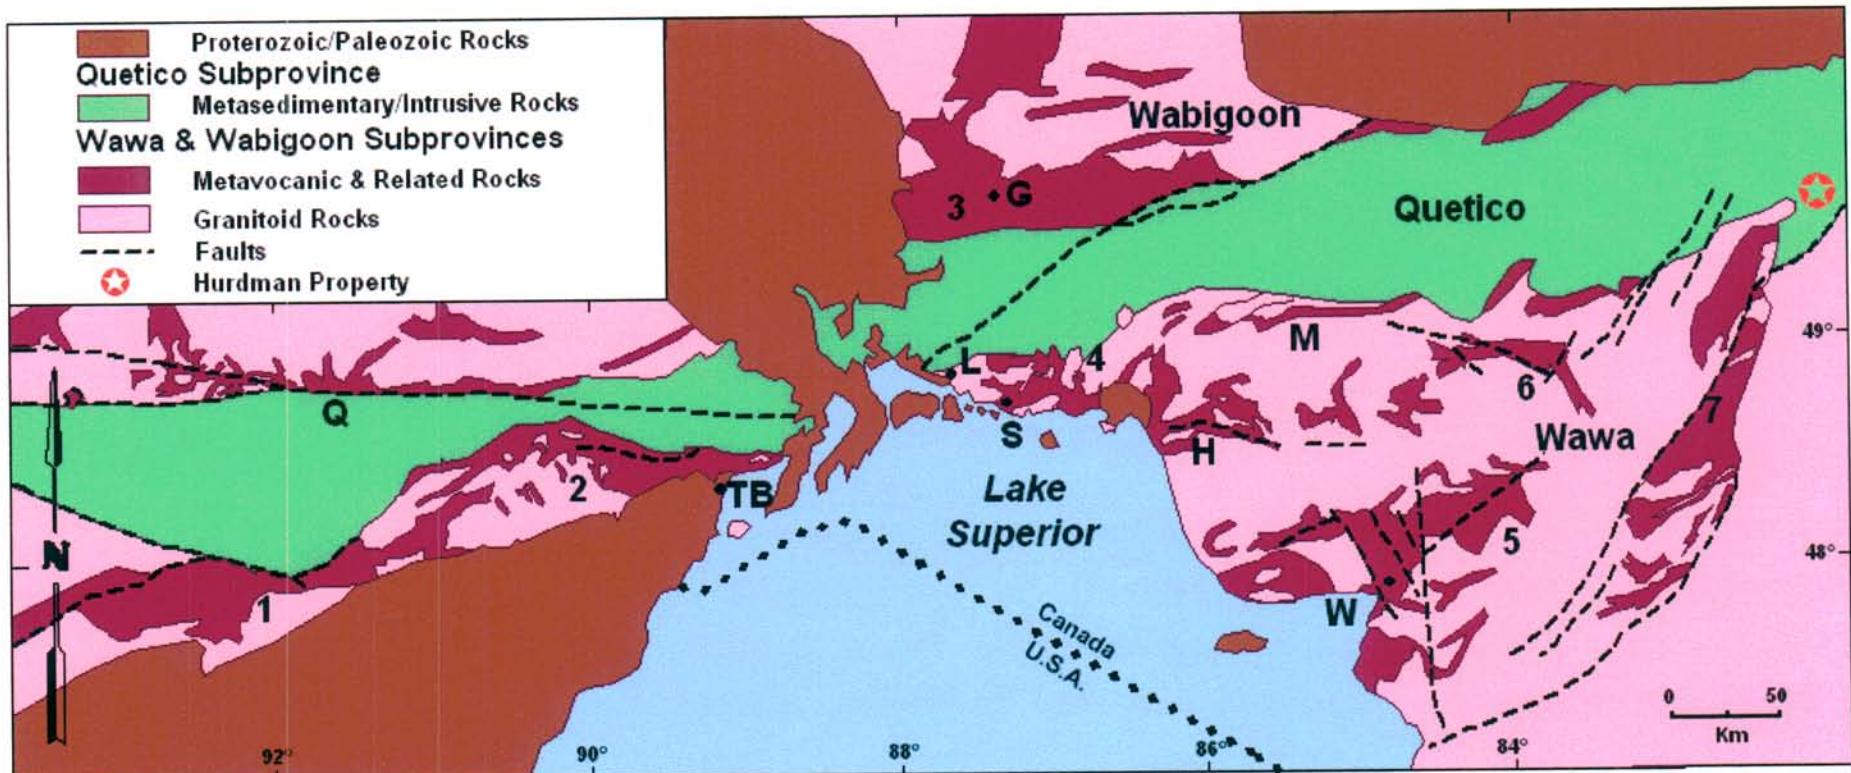 Proterozoic/Paleozoic Rocks
Quetico Subprovince
Metasedimentary/Intrusive Rocks
Wawa & Wabigoon Subprovinces
Metavocanic & Related Rocks
Granitoid Rocks
Faults
Hurdman Property
Wabigoon
3
G
Quetico
49°
L
4
M
6
7
Q
S
H
Wawa
2
TB
Lake
Superior
5
48°
N
1
W
Canada
U.S.A.
0 50
Km
92°
90°
88°
86°
84°